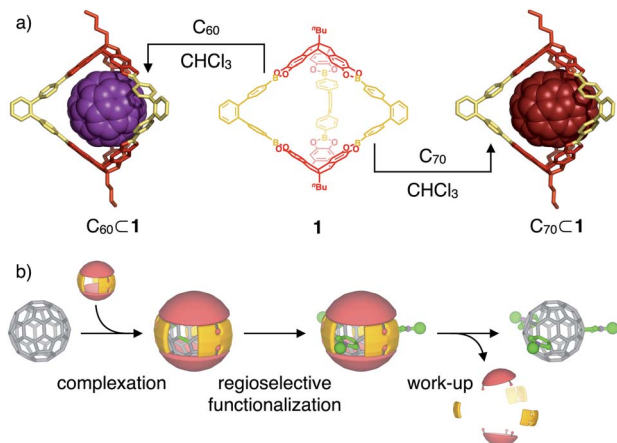 a)
C₆₀
CHCl₃
C₆₀⊂1
ⁿBu
O O
B
O O
B
O O
B
B
O O
B
O O
B
O O
ⁿBu
1
C₇₀
CHCl₃
C₇₀⊂1
b)
complexation
regioselective
functionalization
work-up